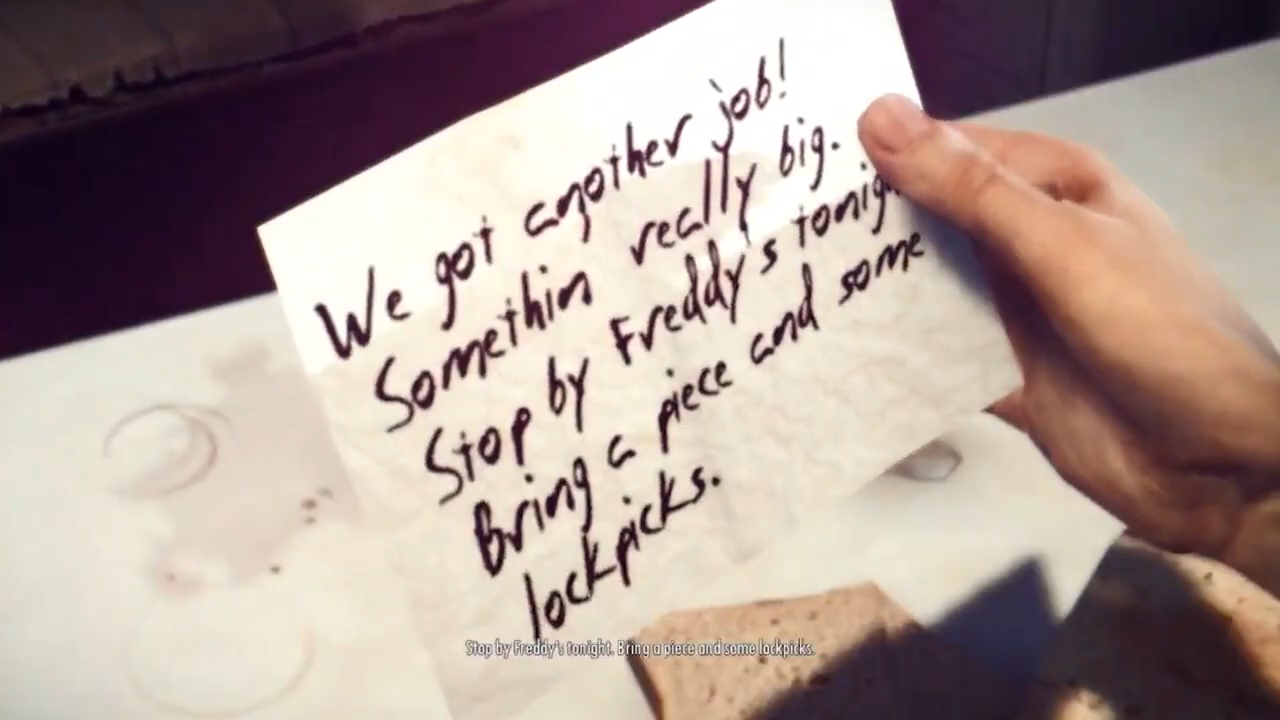 We got another job!
Somethin really big.
Stop by Freddy's tonig
Bring a piece and some
lockpicks.
Stop by Freddy's tonight. Bring a piece and some lockpicks.